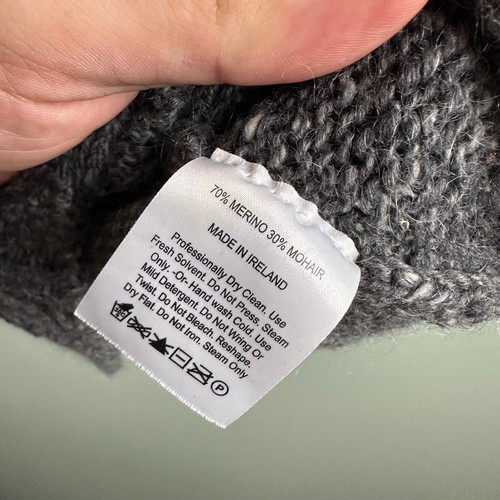 70% MERINO 30% MOHAIR
MADE IN IRELAND
Professionally Dry Clean. Use
Fresh Solvent. Do Not Press. Steam
Only. -Or- Hand wash Cold. Use
Mild Detergent. Do Not Wring Or
Twist. Do Not Bleach. Reshape.
Dry Flat. Do Not Iron. Steam Only
P